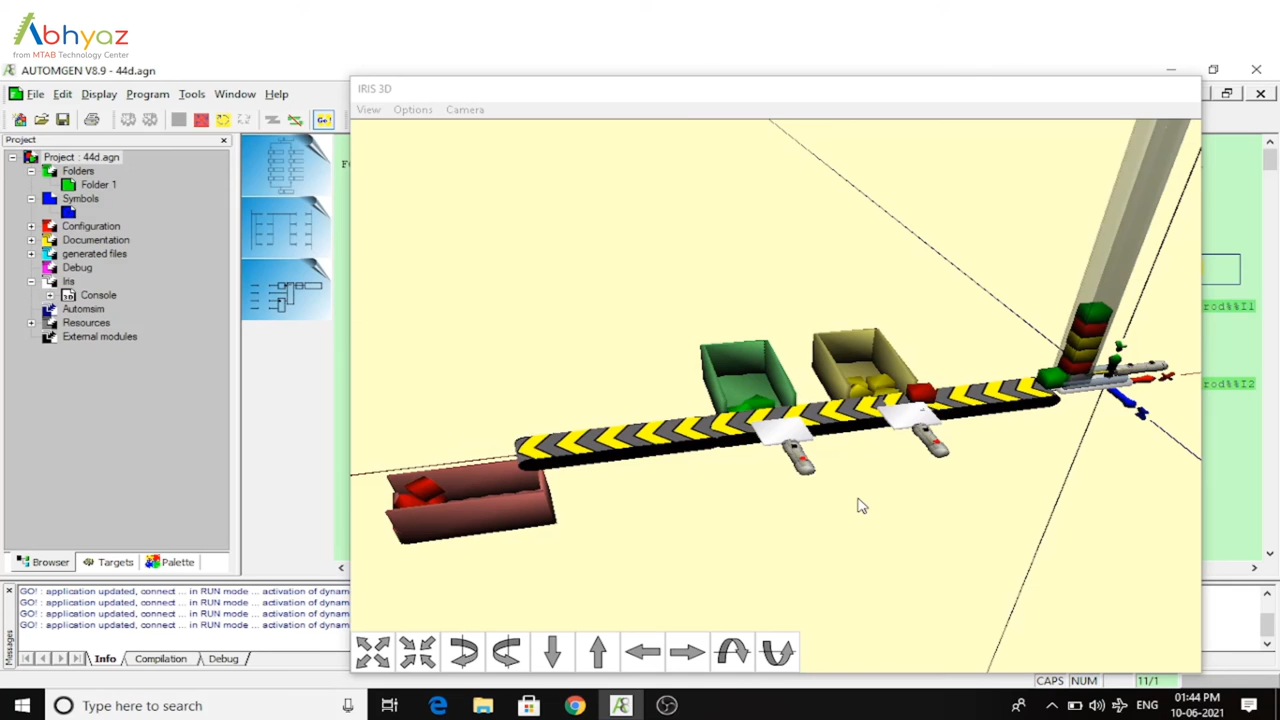 Abhyaz
from MTAB Technology Center
AUTOMGEN V8.9 - 44d.agn
File Edit Display Program Tools Window Help
Go!
Project
Project : 44d.agn
Folders
Folder 1
Symbols
Configuration
Documentation
generated files
Debug
Iris
3D Console
Automsim
Resources
External modules
Browser Targets Palette
IRIS 3D
View Options Camera
rod%%I1
rod%%I2
Messages
GO! : application updated, connect ... in RUN mode ... activation of dynam
GO! : application updated, connect ... in RUN mode ... activation of dynam
GO! : application updated, connect ... in RUN mode ... activation of dynam
GO! : application updated, connect ... in RUN mode ... activation of dynam
Info Compilation Debug
CAPS NUM 11/1
Type here to search
ENG
01:44 PM
10-06-2021